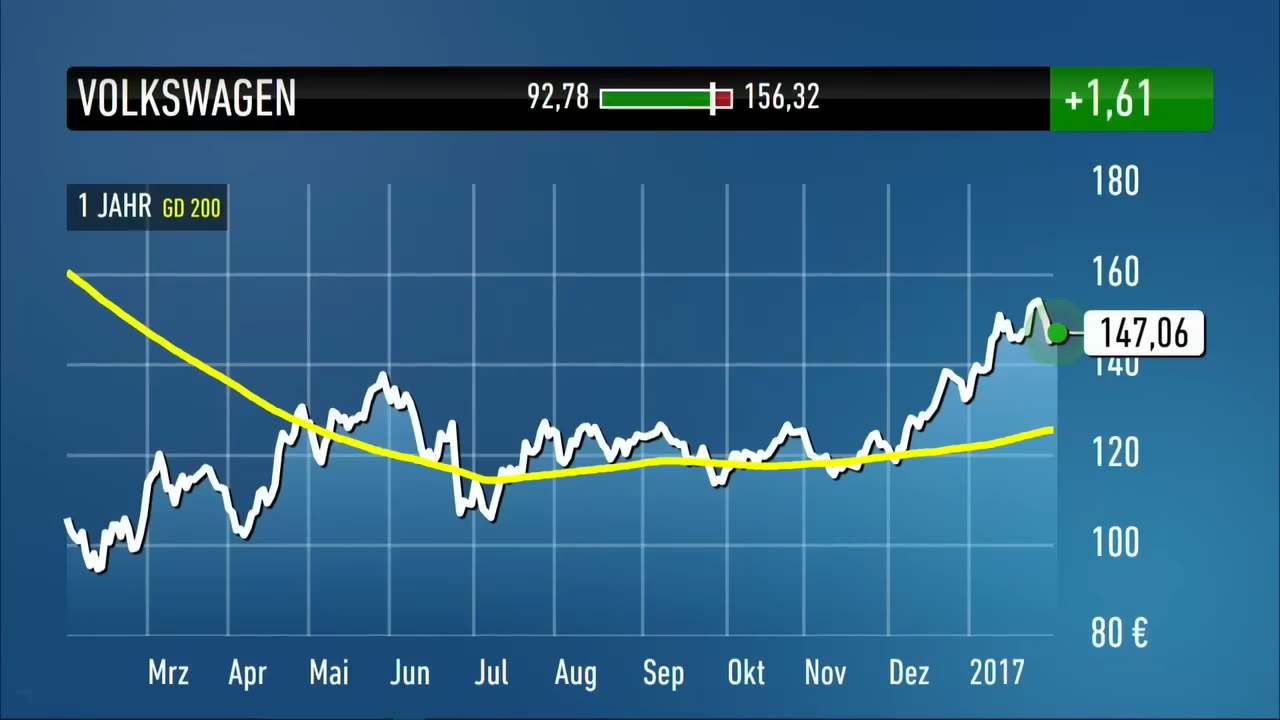 VOLKSWAGEN 92,78 156,32 +1,61
1 JAHR GD 200
180
160
147,06
140
120
100
80 €
Mrz Apr Mai Jun Jul Aug Sep Okt Nov Dez 2017